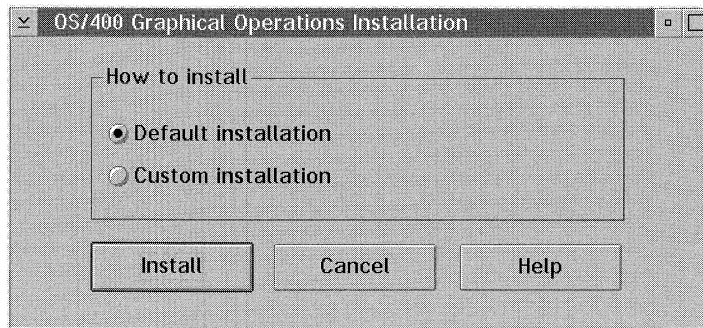 OS/400 Graphical Operations Installation
How to install
Default installation
Custom installation
Install Cancel Help